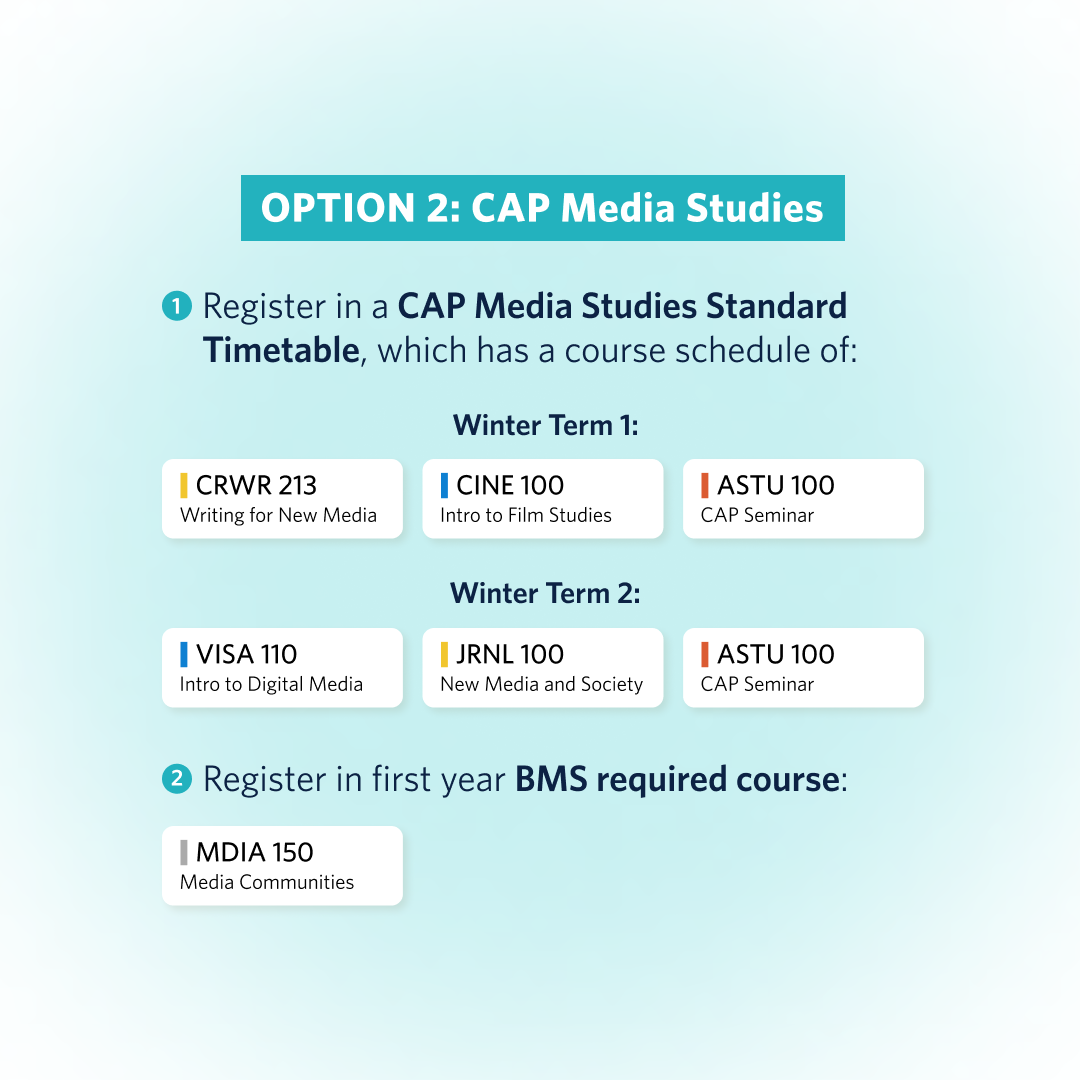 OPTION 2: CAP Media Studies
1 Register in a CAP Media Studies Standard
Timetable, which has a course schedule of:
Winter Term 1:
CRWR 213
Writing for New Media
CINE 100
Intro to Film Studies
ASTU 100
CAP Seminar
Winter Term 2:
VISA 110
Intro to Digital Media
JRNL 100
New Media and Society
ASTU 100
CAP Seminar
2 Register in first year BMS required course:
MDIA 150
Media Communities